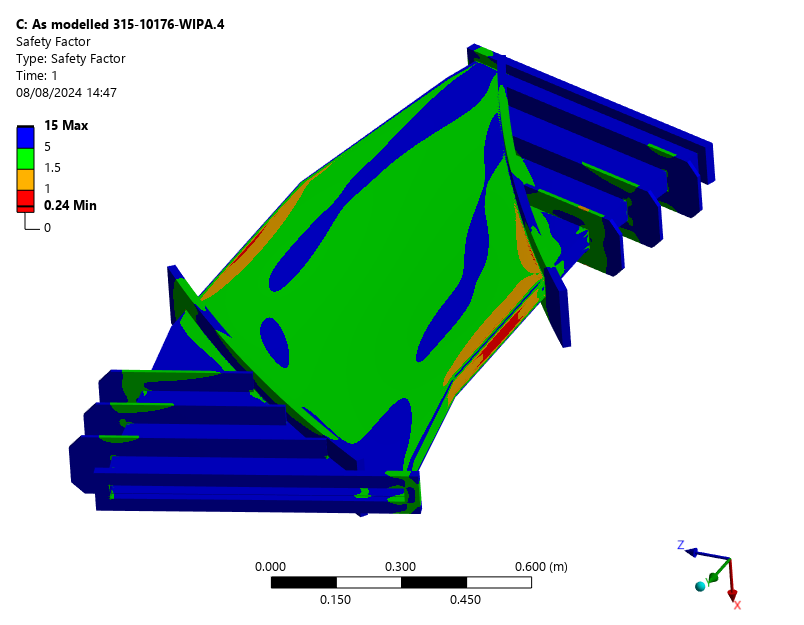 C: As modelled 315-10176-WIPA.4
Safety Factor
Type: Safety Factor
Time: 1
08/08/2024 14:47
15 Max
5
1.5
1
0.24 Min
0
0.000 0.300 0.600 (m)
0.150 0.450
Z
Y
X